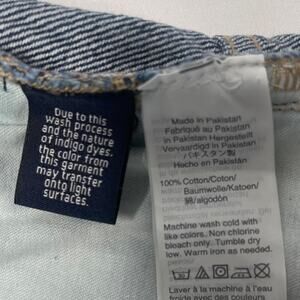 Due to this
wash process
and the nature
of indigo dyes,
the color from
this garment
may transfer
onto light
surfaces.
Made in Pakistan
Fabriqué au Pakistan
Vervaardigd in Pakistan
パキスタン製
Hecho en Pakistán
100% Cotton/Coton/
Baumwolle/Katoen/
綿/algodón
Machine wash cold with
like colors. Non chlorine
bleach only. Tumble dry
low. Warm iron as needed.
Laver à la machine à l'eau